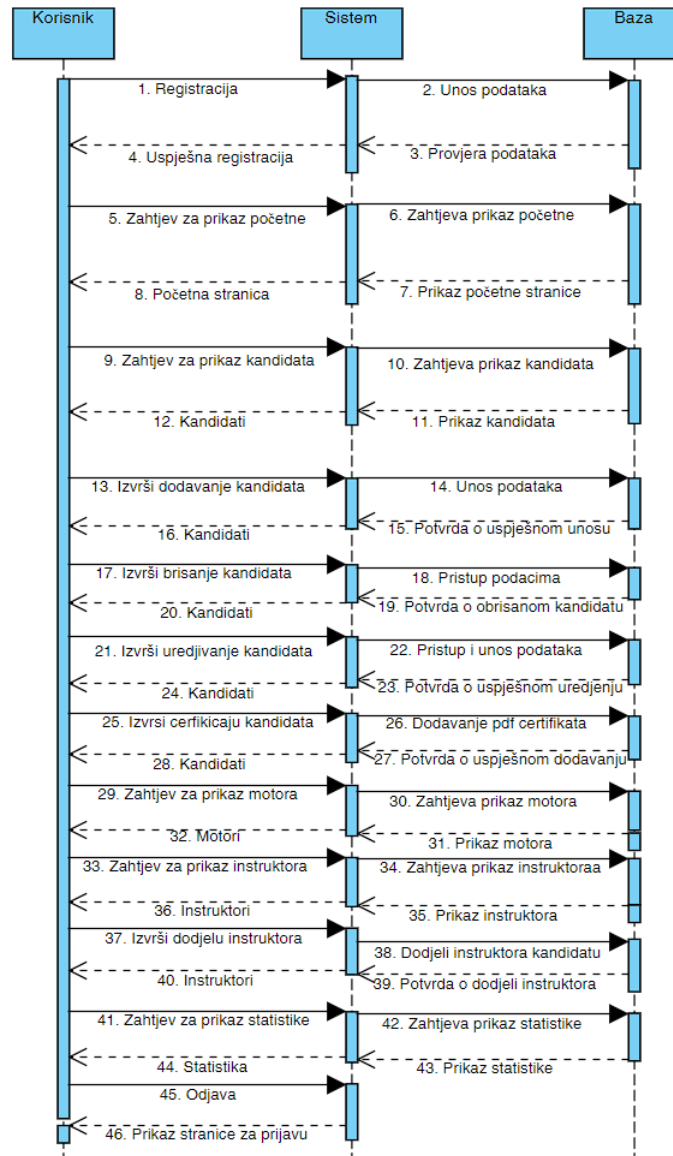 Korisnik
Sistem
Baza
1. Registracija
2. Unos podataka
3. Provjera podataka
4. Uspješna registracija
5. Zahtjev za prikaz početne
6. Zahtjeva prikaz početne
7. Prikaz početne stranice
8. Početna stranica
9. Zahtjev za prikaz kandidata
10. Zahtjeva prikaz kandidata
11. Prikaz kandidata
12. Kandidati
13. Izvrši dodavanje kandidata
14. Unos podataka
15. Potvrda o uspješnom unosu
16. Kandidati
17. Izvrši brisanje kandidata
18. Pristup podacima
19. Potvrda o obrisanom kandidatu
20. Kandidati
21. Izvrši uredjivanje kandidata
22. Pristup i unos podataka
23. Potvrda o uspješnom uredjenju
24. Kandidati
25. Izvrsi cerfikicaju kandidata
26. Dodavanje pdf certifikata
27. Potvrda o uspješnom dodavanju
28. Kandidati
29. Zahtjev za prikaz motora
30. Zahtjeva prikaz motora
31. Prikaz motora
32. Motori
33. Zahtjev za prikaz instruktora
34. Zahtjeva prikaz instruktoraa
35. Prikaz instruktora
36. Instruktori
37. Izvrši dodjelu instruktora
38. Dodjeli instruktora kandidatu
39. Potvrda o dodjeli instruktora
40. Instruktori
41. Zahtjev za prikaz statistike
42. Zahtjeva prikaz statistike
43. Prikaz statistike
44. Statistika
45. Odjava
46. Prikaz stranice za prijavu